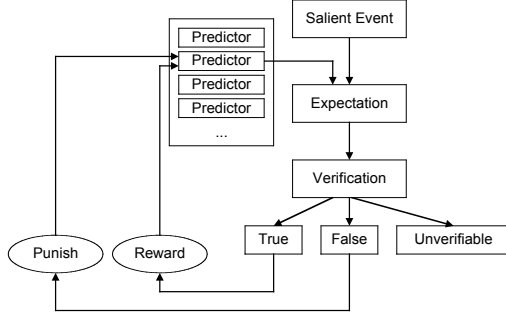 Salient Event
Predictor
Predictor
Predictor
Predictor
...
Expectation
Verification
True
False
Unverifiable
Punish
Reward